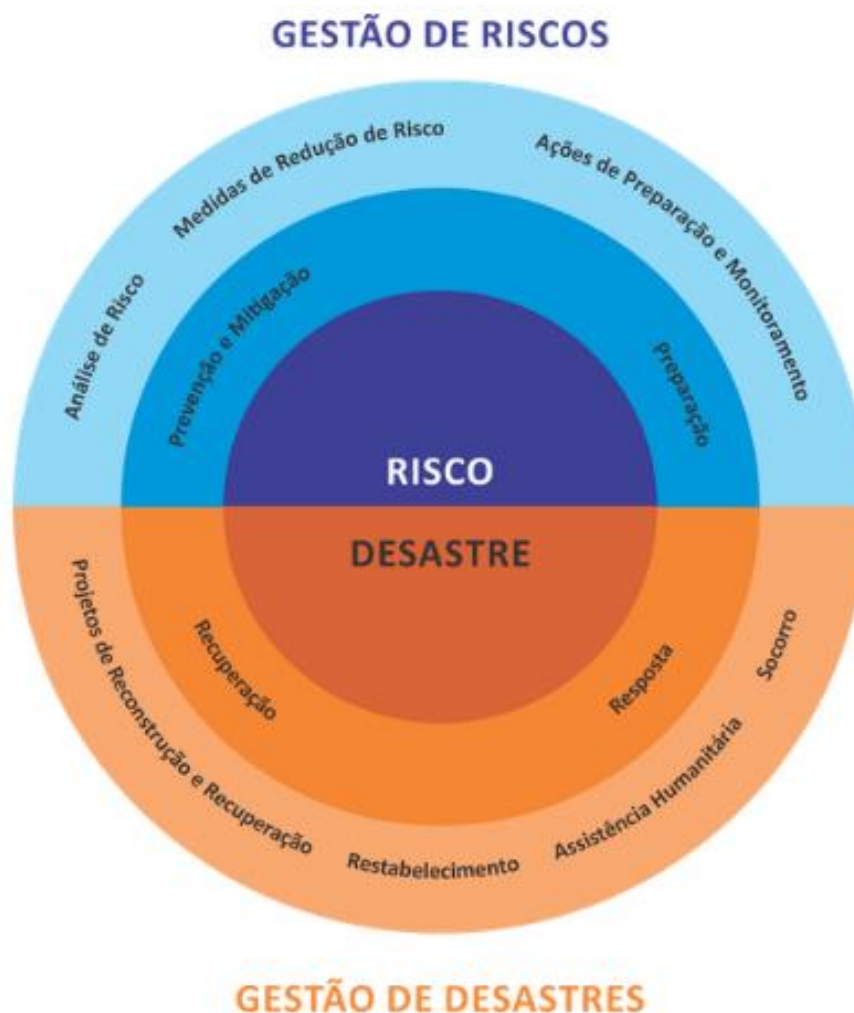 GESTÃO DE RISCOS
Análise de Risco
Medidas de Redução de Risco
Ações de Preparação e Monitoramento
Prevenção e Mitigação
Preparação
RISCO
DESASTRE
Recuperação
Resposta
Projetos de Reconstrução e Recuperação
Restabelecimento
Assistência Humanitária
Socorro
GESTÃO DE DESASTRES